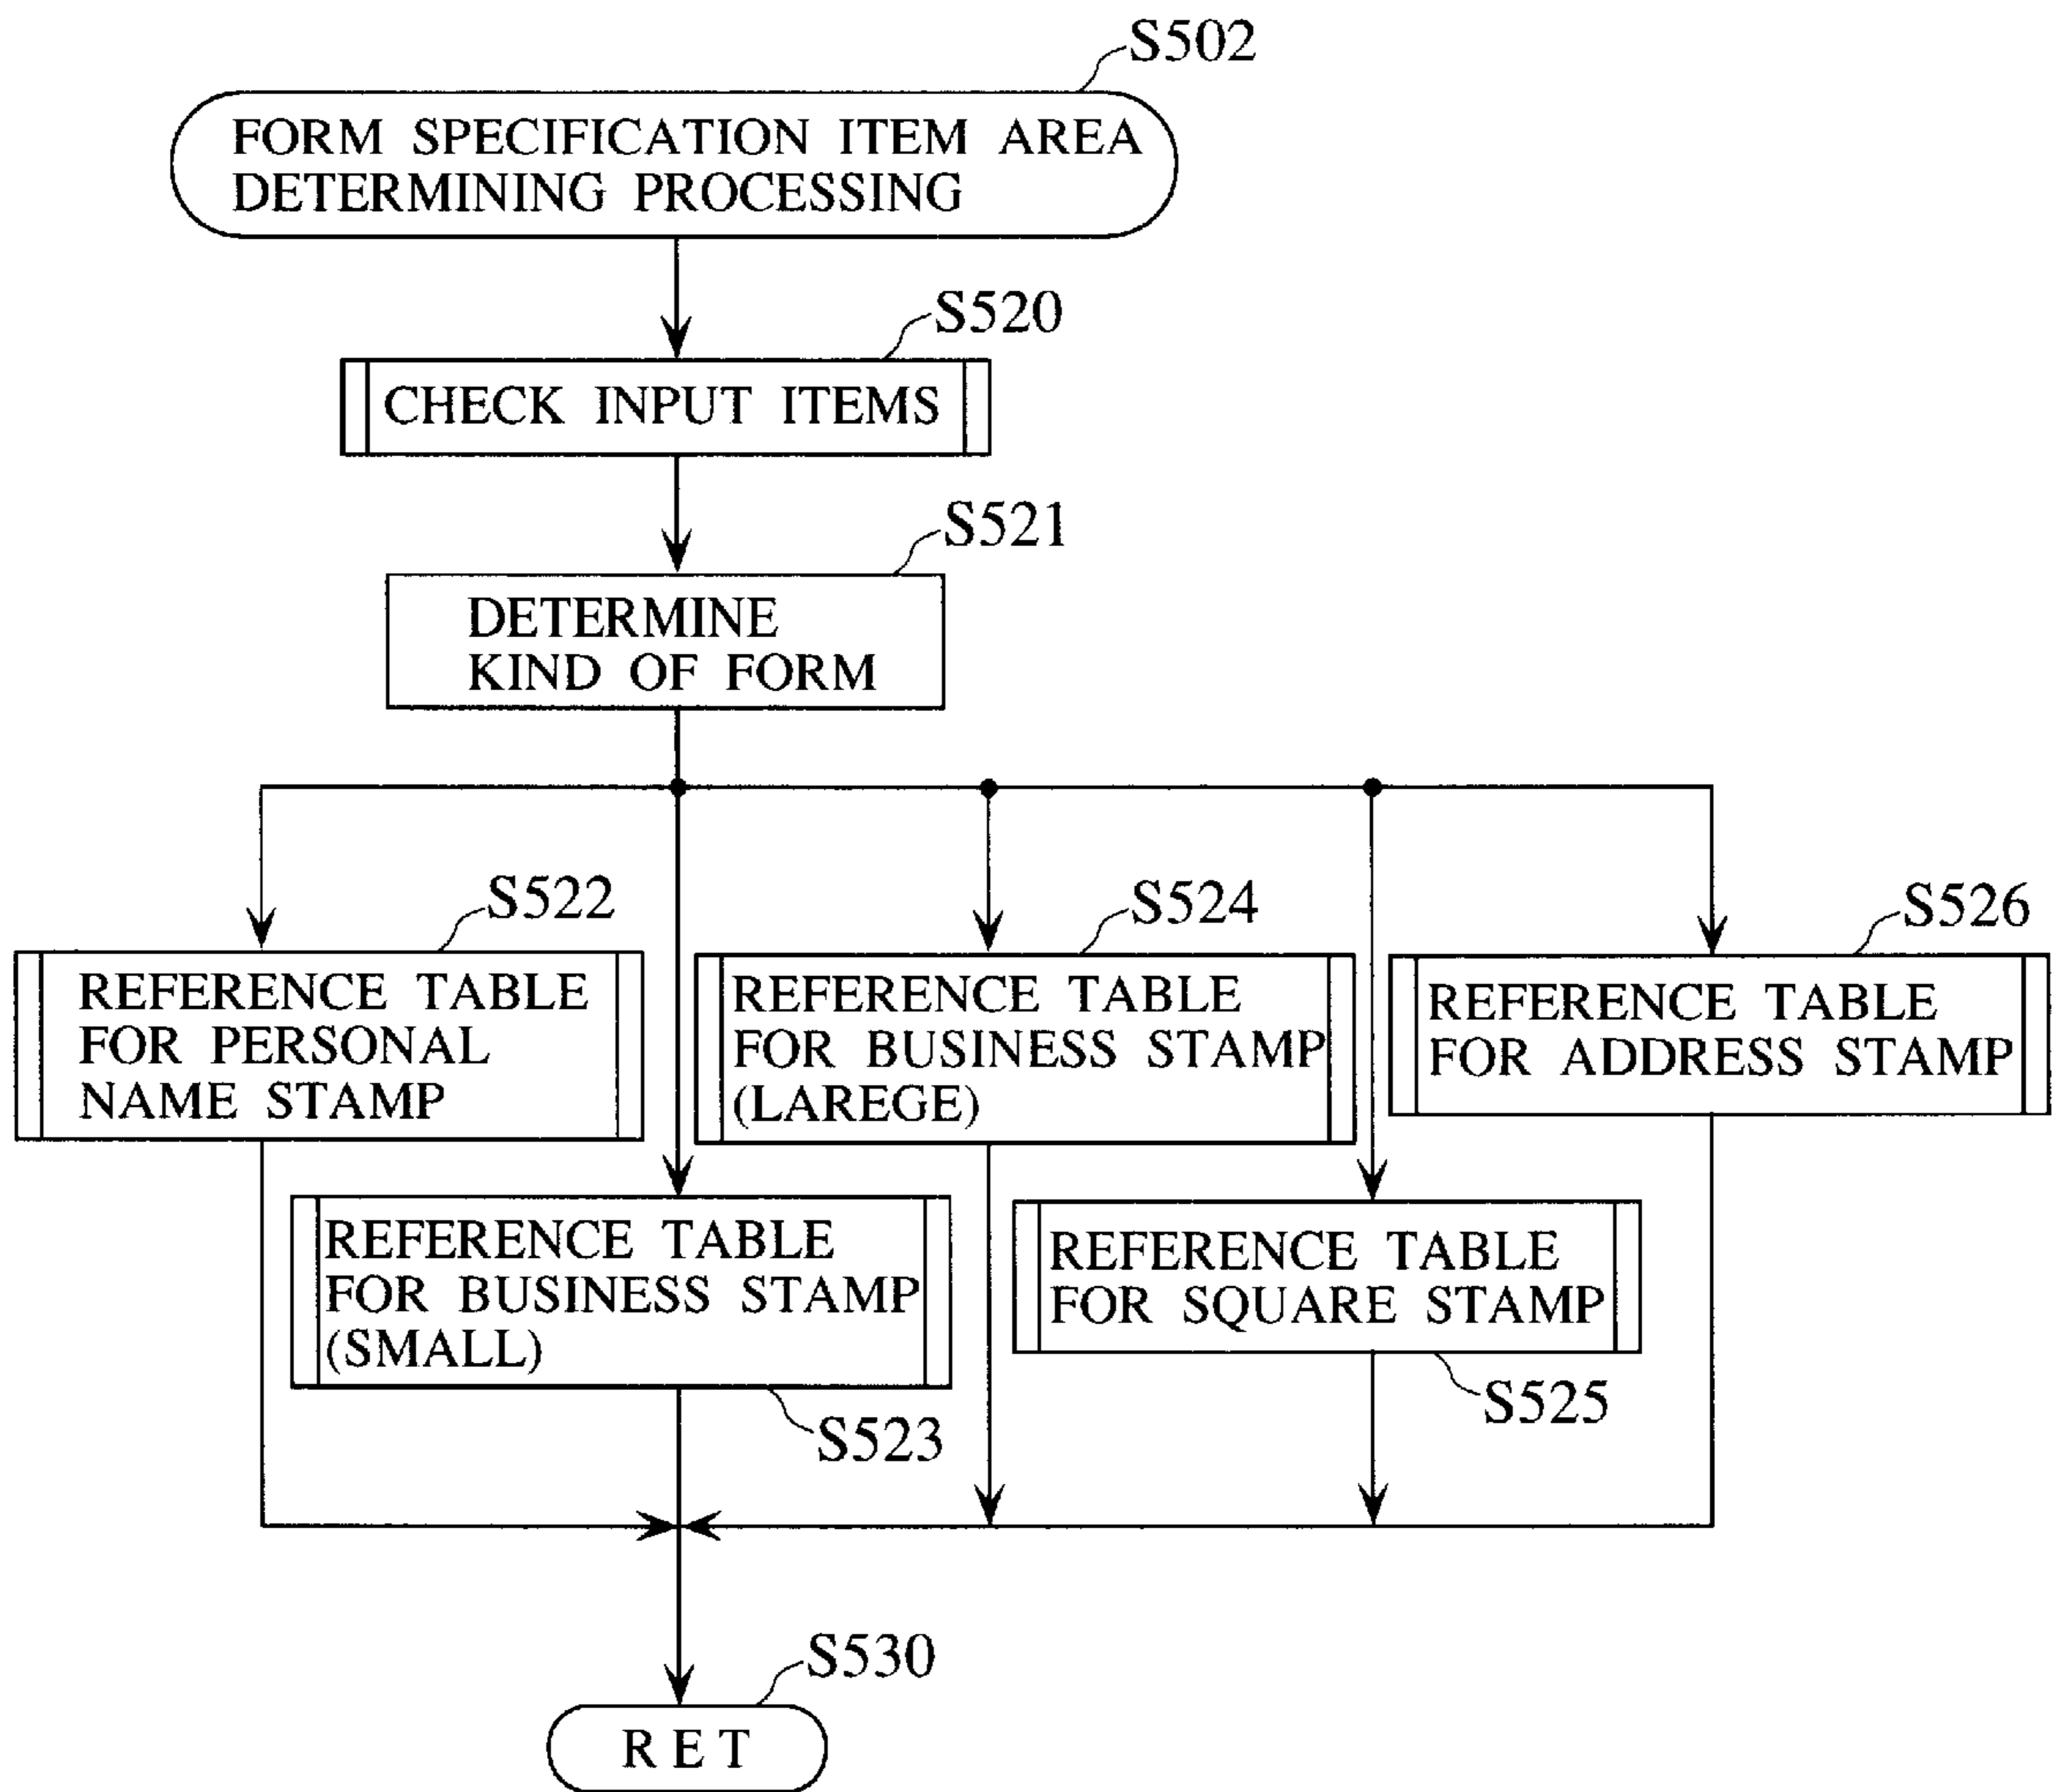 S502
FORM SPECIFICATION ITEM AREA
DETERMINING PROCESSING
S520
CHECK INPUT ITEMS
S521
DETERMINE
KIND OF FORM
S522
REFERENCE TABLE
FOR PERSONAL
NAME STAMP
S524
REFERENCE TABLE
FOR BUSINESS STAMP
(LAREGE)
S526
REFERENCE TABLE
FOR ADDRESS STAMP
REFERENCE TABLE
FOR BUSINESS STAMP
(SMALL)
S523
REFERENCE TABLE
FOR SQUARE STAMP
S525
S530
RET